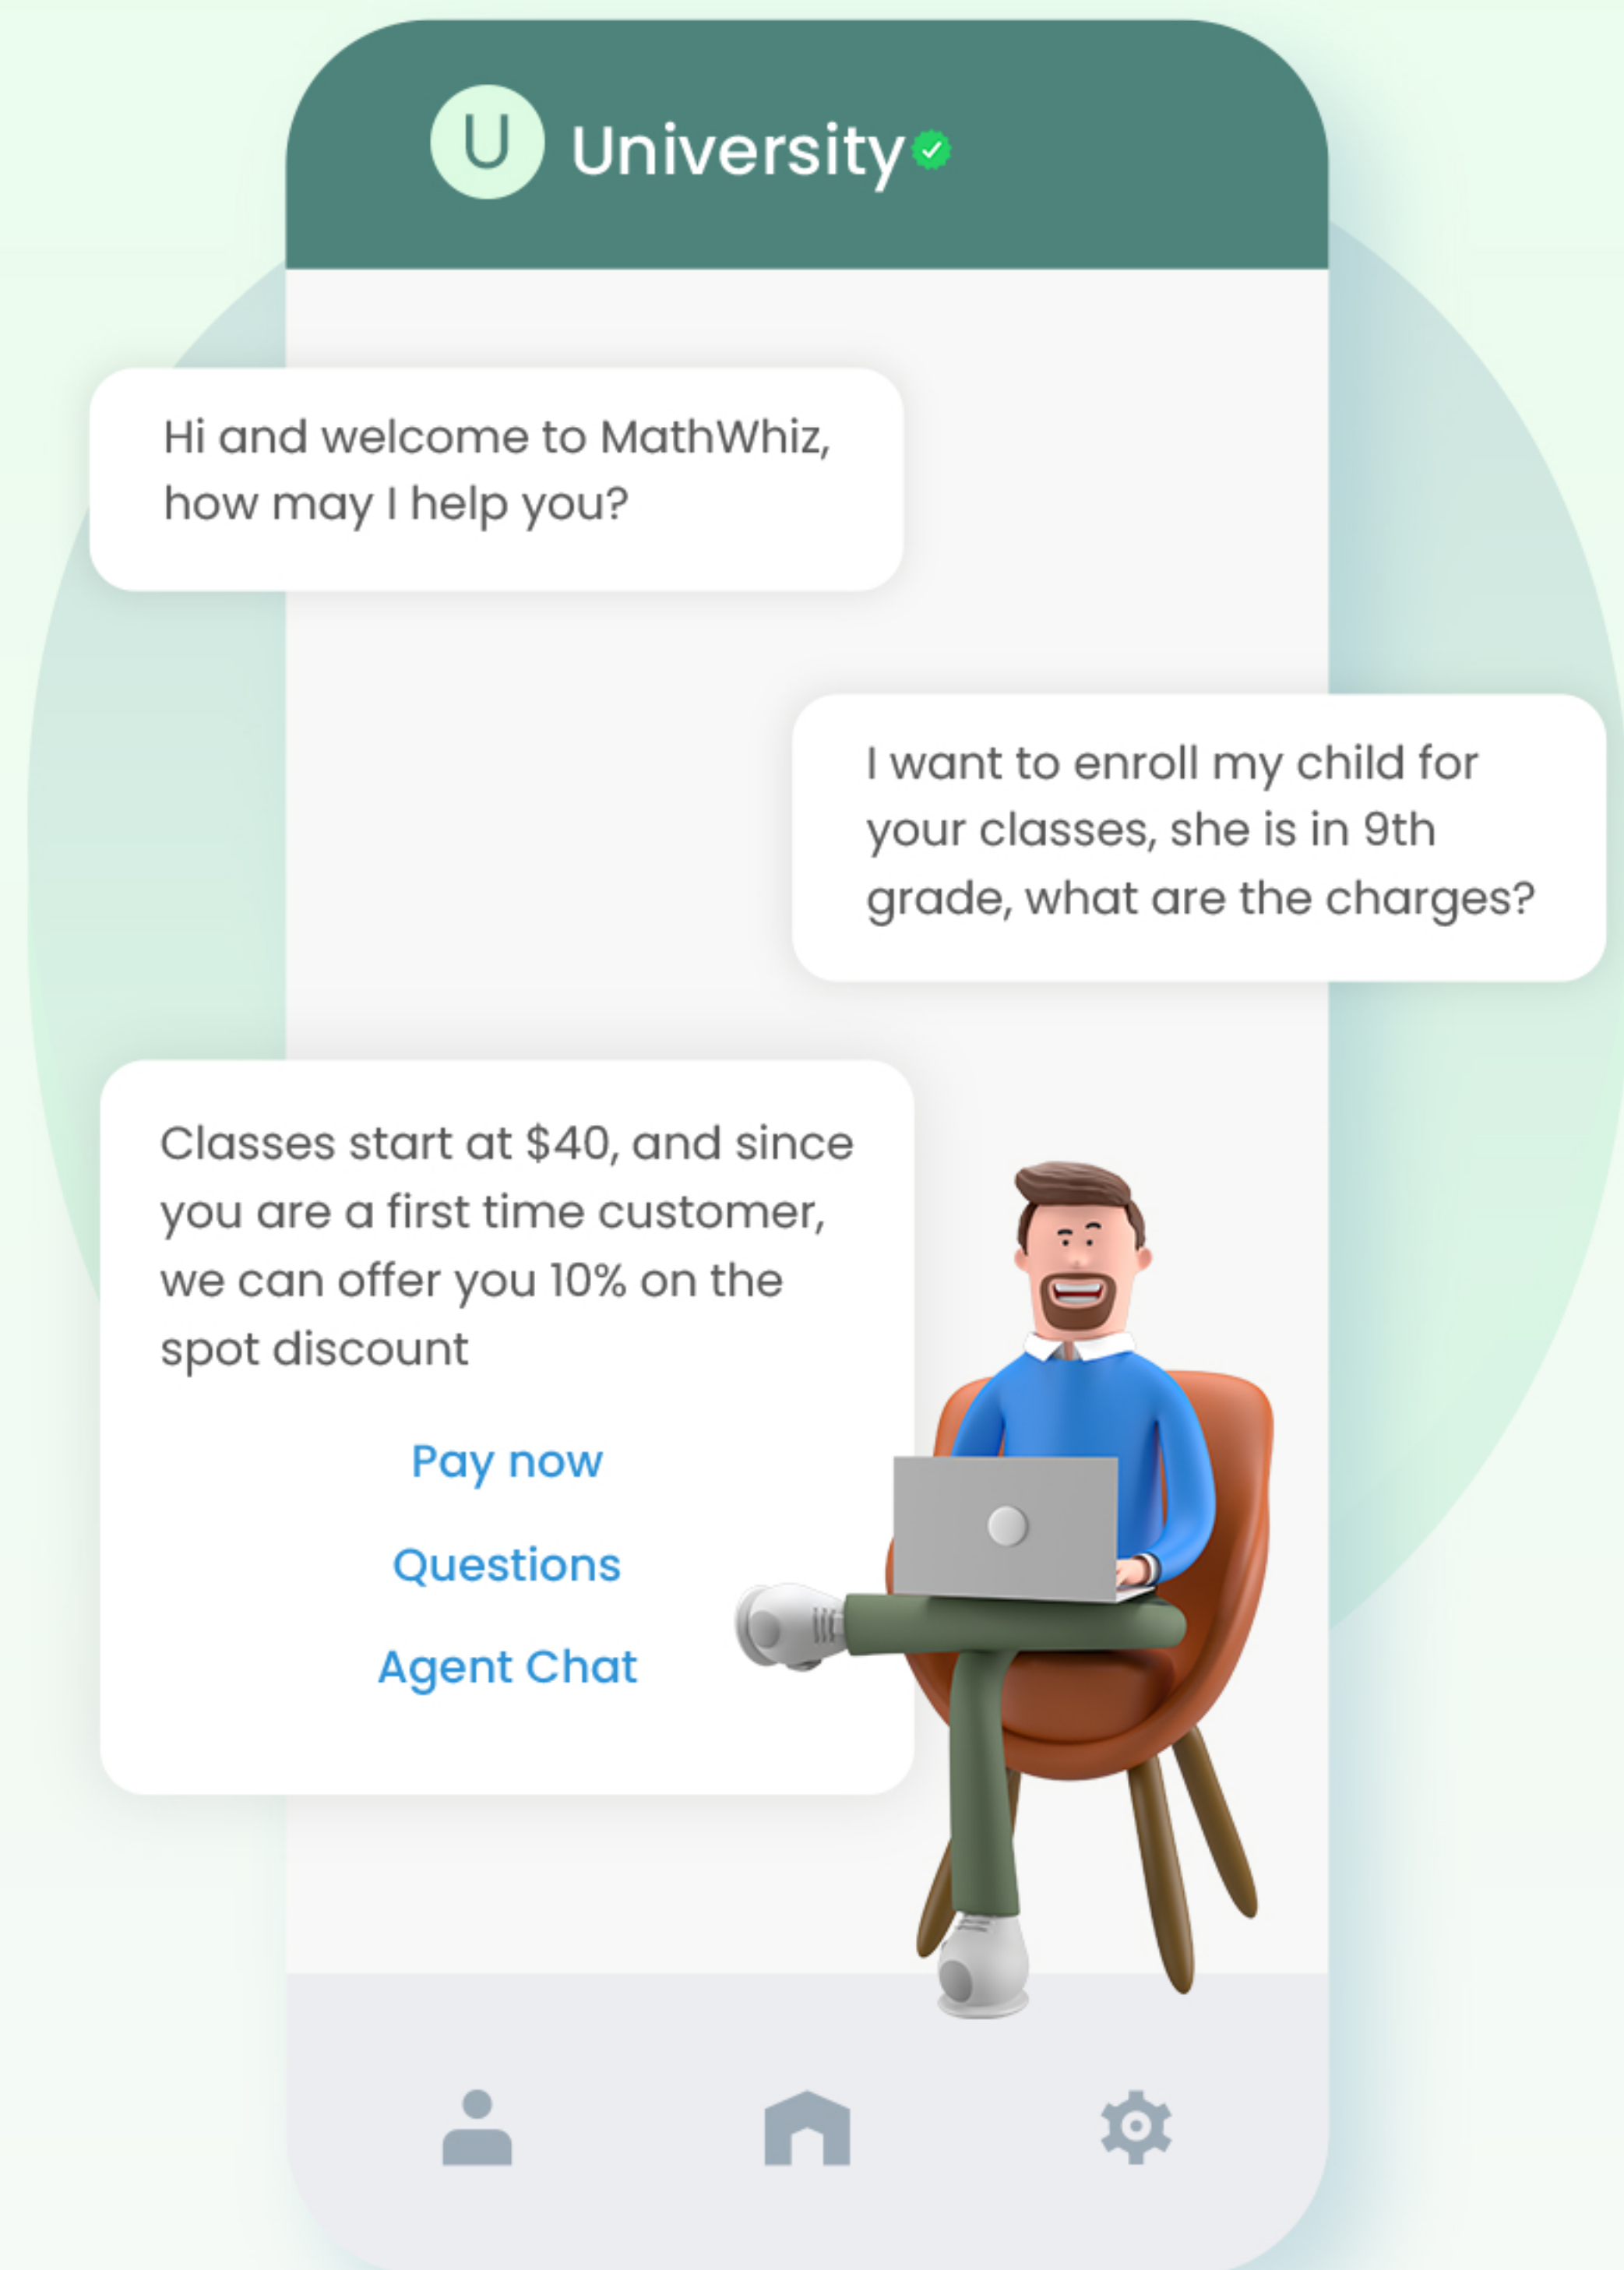 U University
Hi and welcome to MathWhiz,
how may I help you?
I want to enroll my child for
your classes, she is in 9th
grade, what are the charges?
Classes start at $40, and since
you are a first time customer,
we can offer you 10% on the
spot discount
Pay now
Questions
Agent Chat